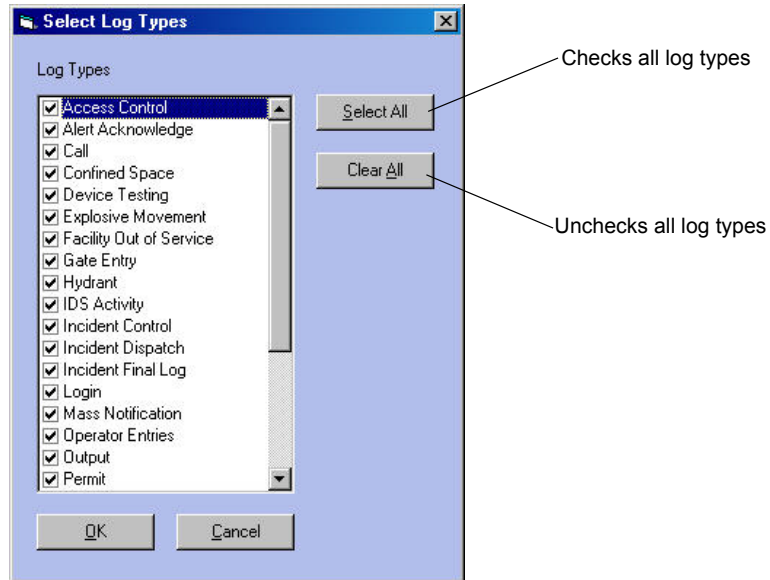 Select Log Types
Log Types
Access Control
Alert Acknowledge
Call
Confined Space
Device Testing
Explosive Movement
Facility Out of Service
Gate Entry
Hydrant
IDS Activity
Incident Control
Incident Dispatch
Incident Final Log
Login
Mass Notification
Operator Entries
Output
Permit
Select All
Clear All
OK
Cancel
Checks all log types
Unchecks all log types